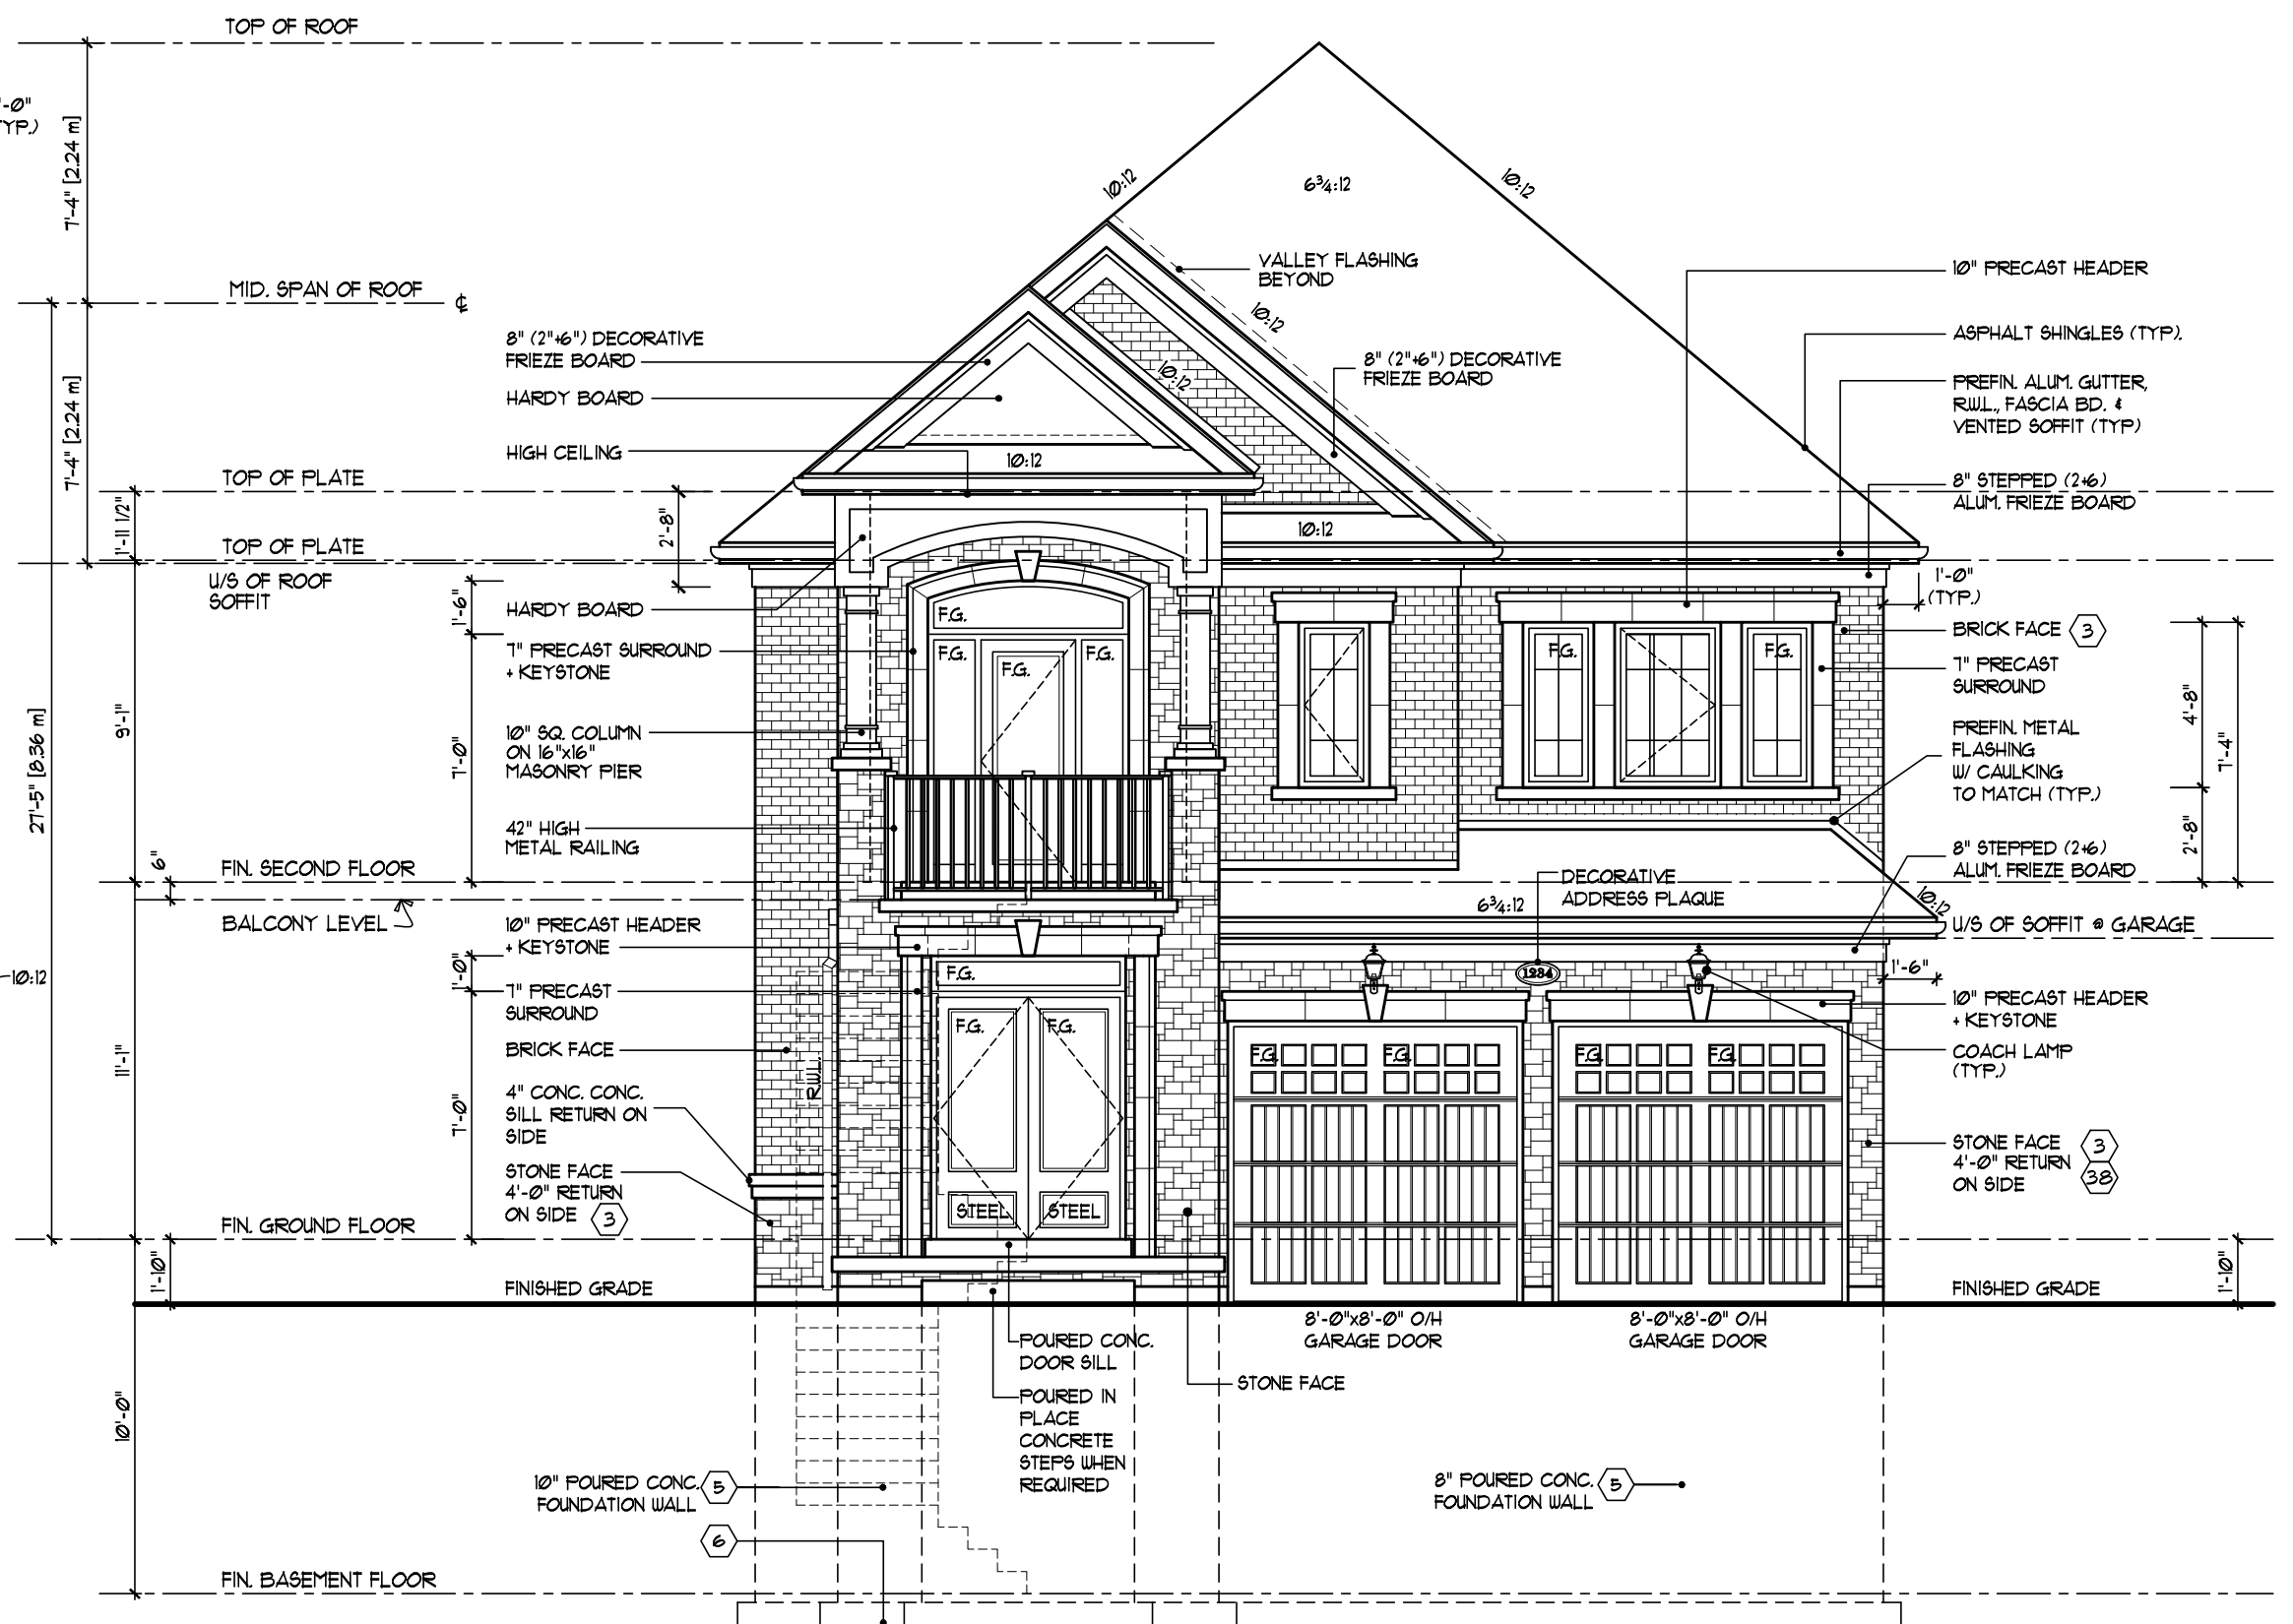 TOP OF ROOF
'-0"
7'-4" [2.24 m]
10:12
6¾:12
10:12
VALLEY FLASHING
BEYOND
10" PRECAST HEADER
MID. SPAN OF ROOF
10:12
8" (2"+6") DECORATIVE
FRIEZE BOARD
ASPHALT SHINGLES (TYP).
8" (2"+6") DECORATIVE
FRIEZE BOARD
10:12
PREFIN. ALUM. GUTTER,
R.W.L., FASCIA BD. &
VENTED SOFFIT (TYP)
HARDY BOARD
7'-4" [2.24 m]
HIGH CEILING
10:12
TOP OF PLATE
8" STEPPED (2+6)
ALUM. FRIEZE BOARD
1'-11 1/2"
2'-8"
10:12
TOP OF PLATE
U/S OF ROOF
SOFFIT
1'-0"
(TYP.)
1'-6"
HARDY BOARD
F.G.
BRICK FACE 3
7" PRECAST SURROUND
+ KEYSTONE
F.G.
F.G.
F.G.
F.G.
F.G.
7" PRECAST
SURROUND
4'-8"
7'-4"
27'-5" [8.36 m]
9'-1"
7'-0"
10" SQ. COLUMN
ON 16"x16"
MASONRY PIER
PREFIN. METAL
FLASHING
W/ CAULKING
TO MATCH (TYP.)
42" HIGH
METAL RAILING
2'-8"
8" STEPPED (2+6)
ALUM. FRIEZE BOARD
6"
FIN. SECOND FLOOR
DECORATIVE
ADDRESS PLAQUE
6¾:12
10:12
BALCONY LEVEL
10" PRECAST HEADER
+ KEYSTONE
U/S OF SOFFIT @ GARAGE
10:12
1'-0"
F.G.
1234
1'-6"
7" PRECAST
SURROUND
10" PRECAST HEADER
+ KEYSTONE
F.G.
F.G.
BRICK FACE
F.G.
F.G.
F.G.
F.G.
COACH LAMP
(TYP.)
11'-1"
R.W.L.
7'-0"
4" CONC. CONC.
SILL RETURN ON
SIDE
STONE FACE
4'-0" RETURN
ON SIDE
3
38
STONE FACE
4'-0" RETURN
ON SIDE 3
STEEL
STEEL
FIN. GROUND FLOOR
1'-10"
FINISHED GRADE
FINISHED GRADE
1'-10"
8'-0"x8'-0" O/H
GARAGE DOOR
8'-0"x8'-0" O/H
GARAGE DOOR
POURED CONC.
DOOR SILL
STONE FACE
10'-0"
POURED IN
PLACE
CONCRETE
STEPS WHEN
REQUIRED
10" POURED CONC. 5
FOUNDATION WALL
8" POURED CONC. 5
FOUNDATION WALL
6
FIN. BASEMENT FLOOR